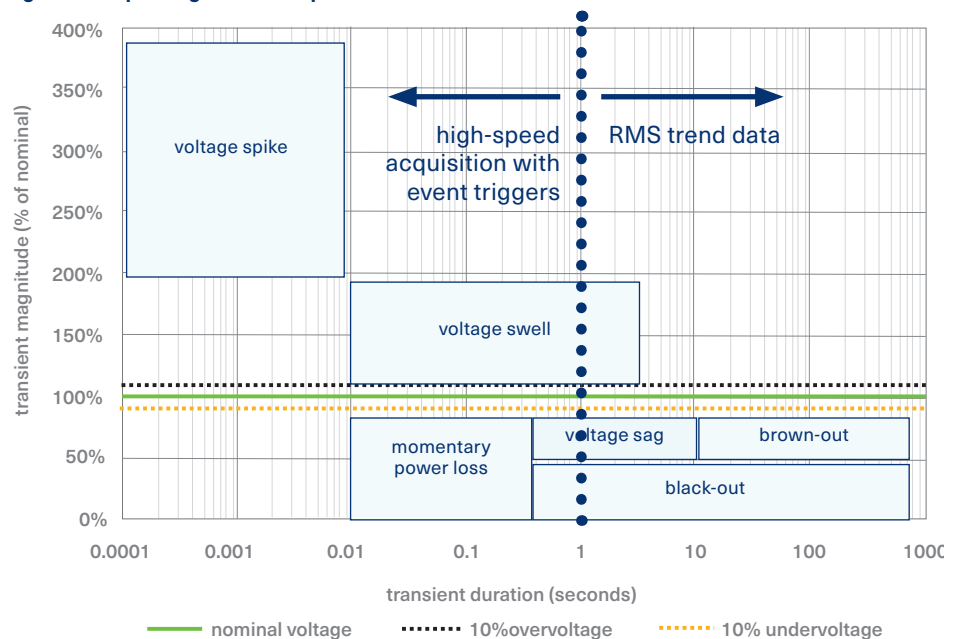 400%
350%
300%
250%
200%
150%
100%
50%
0%
transient magnitude (% of nominal)
voltage spike
high-speed
acquisition with
event triggers
RMS trend data
voltage swell
momentary
power loss
voltage sag
brown-out
black-out
0.0001 0.001 0.01 0.1 1 10 100 1000
transient duration (seconds)
nominal voltage 10%overvoltage 10% undervoltage